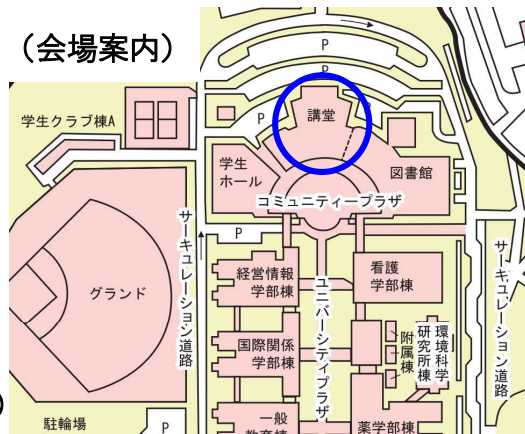 （会場案内）
P
P
P
P
講堂
学生クラブ棟A
学生
ホール
図書館
コミュニティープラザ
P
サーキュレーション道路
サーキュレーション道路
グランド
経営情報
学部棟
看護
学部棟
ユニバーシティプラザ
国際関係
学部棟
附属棟
環境科学
研究所棟
一般
教育棟
薬学部棟
駐輪場
P
)